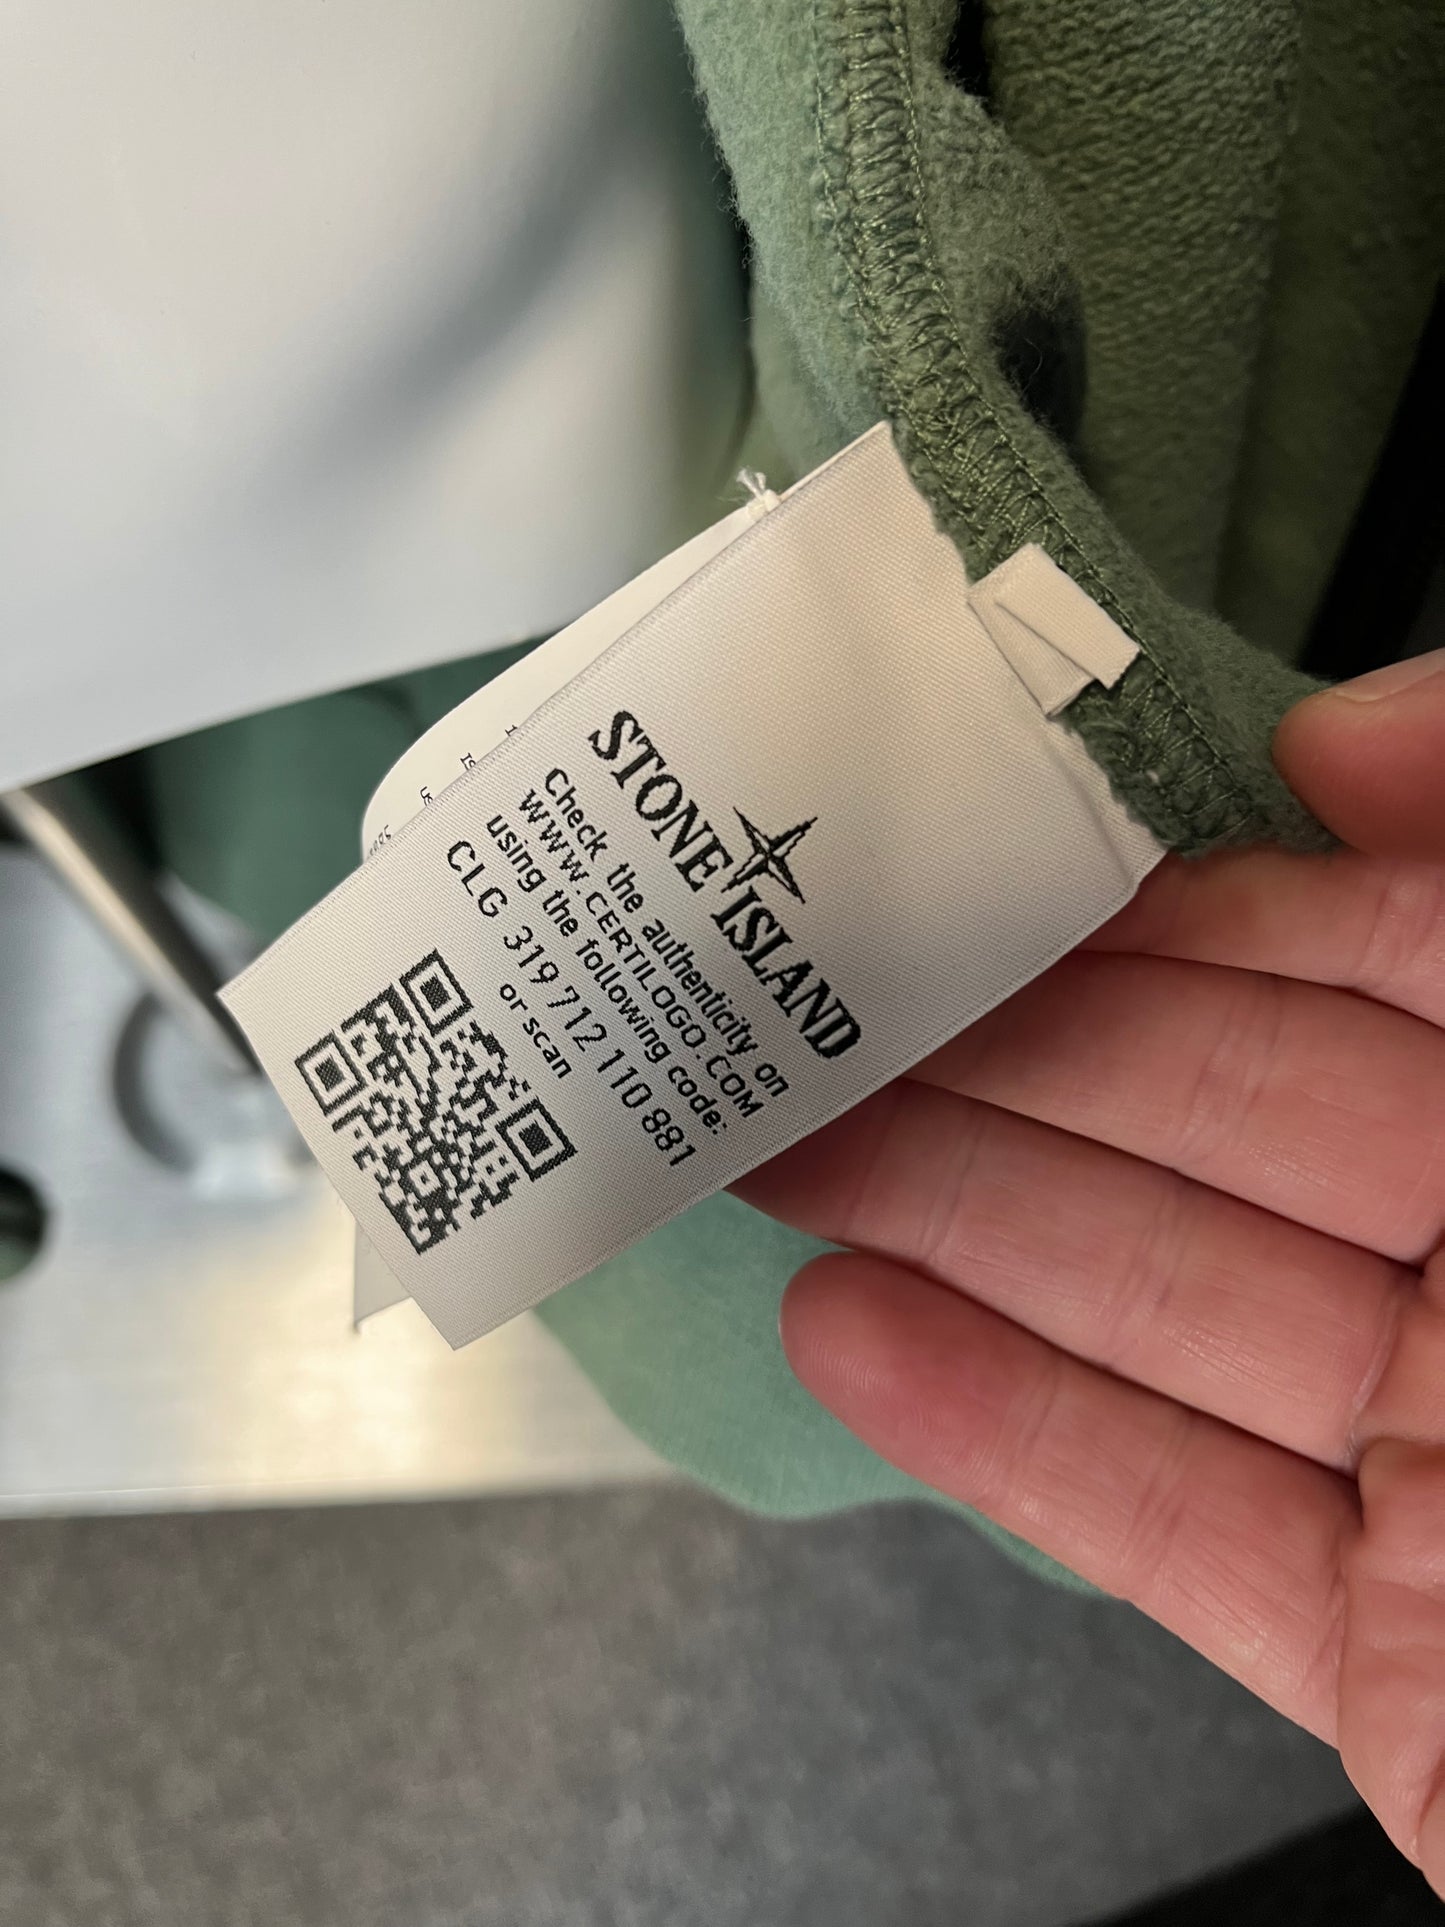 STONE ISLAND
Check the authenticity on
WWW.CERTILOGO.COM
using the following code:
CLG 319 712 110 881
or scan